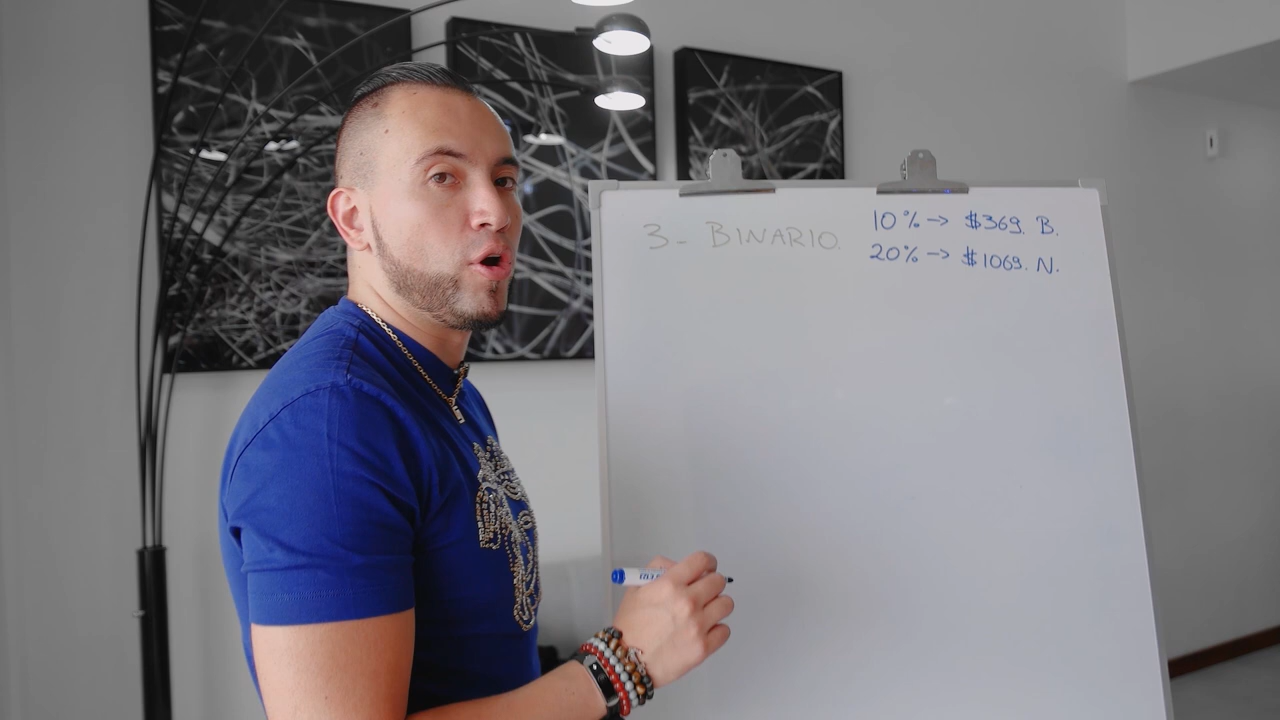 3- BINARIO.
10% → $369. B.
20% → $1069. N.